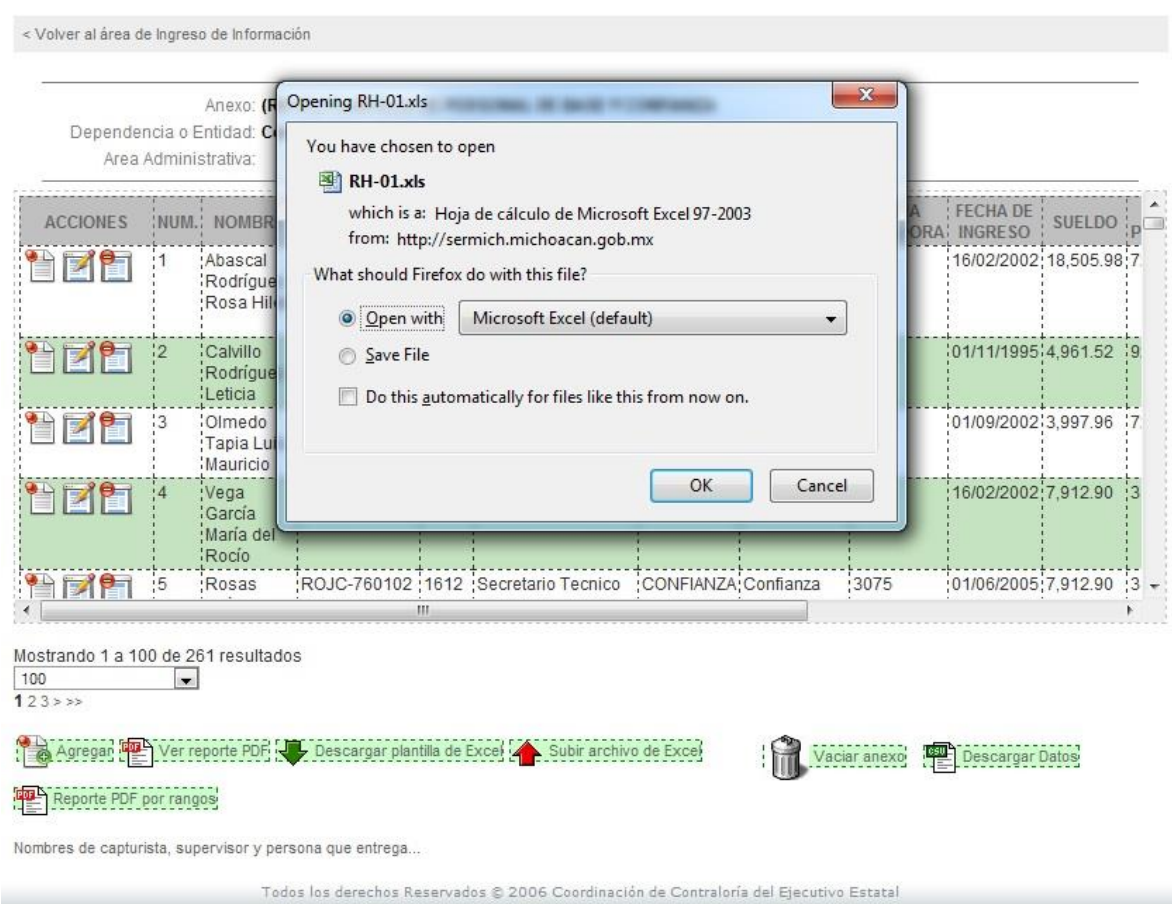 < Volver al área de Ingreso de Información
Anexo: (R
Dependencia o Entidad: Co
Area Administrativa:
Opening RH-01.xls
You have chosen to open
RH-01.xls
which is a: Hoja de cálculo de Microsoft Excel 97-2003
from: http://sermich.michoacan.gob.mx
What should Firefox do with this file?
Open with Microsoft Excel (default)
Save File
Do this automatically for files like this from now on.
OK Cancel
ACCIONES NUM. NOMBR A ORA FECHA DE INGRESO SUELDO P
1 Abascal 16/02/2002 18,505.98 7
Rodrígue
Rosa Hil
2 Calvillo 01/11/1995 4,961.52 9
Rodrígue
Leticia
3 Olmedo 01/09/2002 3,997.96 7
Tapia Lui
Mauricio
4 Vega 16/02/2002 7,912.90 3
García
María del
Rocío
5 Rosas ROJC-760102 1612 Secretario Tecnico CONFIANZA Confianza 3075 01/06/2005 7,912.90 3
Mostrando 1 a 100 de 261 resultados
100
1 2 3 > >>
Agregar Ver reporte PDF Descargar plantilla de Excel Subir archivo de Excel Vaciar anexo Descargar Datos
Reporte PDF por rangos
Nombres de capturista, supervisor y persona que entrega...
Todos los derechos Reservados © 2006 Coordinación de Contraloría del Ejecutivo Estatal